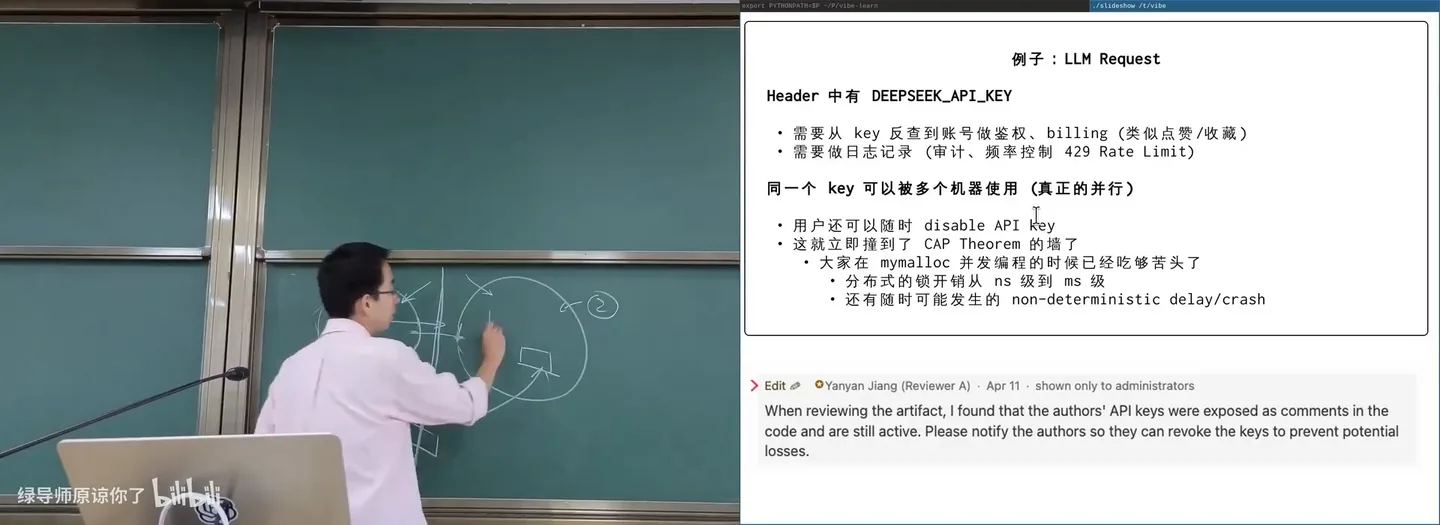 export PYTHONPATH=$P ~/P/vibe-learn
./slideshow /t/vibe
例子：LLM Request
Header 中有 DEEPSEEK_API_KEY
• 需要从 key 反查到账号做鉴权、billing (类似点赞/收藏)
• 需要做日志记录 (审计、频率控制 429 Rate Limit)
同一个 key 可以被多个机器使用 (真正的并行)
• 用户还可以随时 disable API key
• 这就立即撞到了 CAP Theorem 的墙了
• 大家在 mymalloc 并发编程的时候已经吃够苦头了
• 分布式的锁开销从 ns 级到 ms 级
• 还有随时可能发生的 non-deterministic delay/crash
Edit Yanyan Jiang (Reviewer A) · Apr 11 · shown only to administrators
When reviewing the artifact, I found that the authors' API keys were exposed as comments in the
code and are still active. Please notify the authors so they can revoke the keys to prevent potential
losses.
②
绿导师原谅你了 bilibili